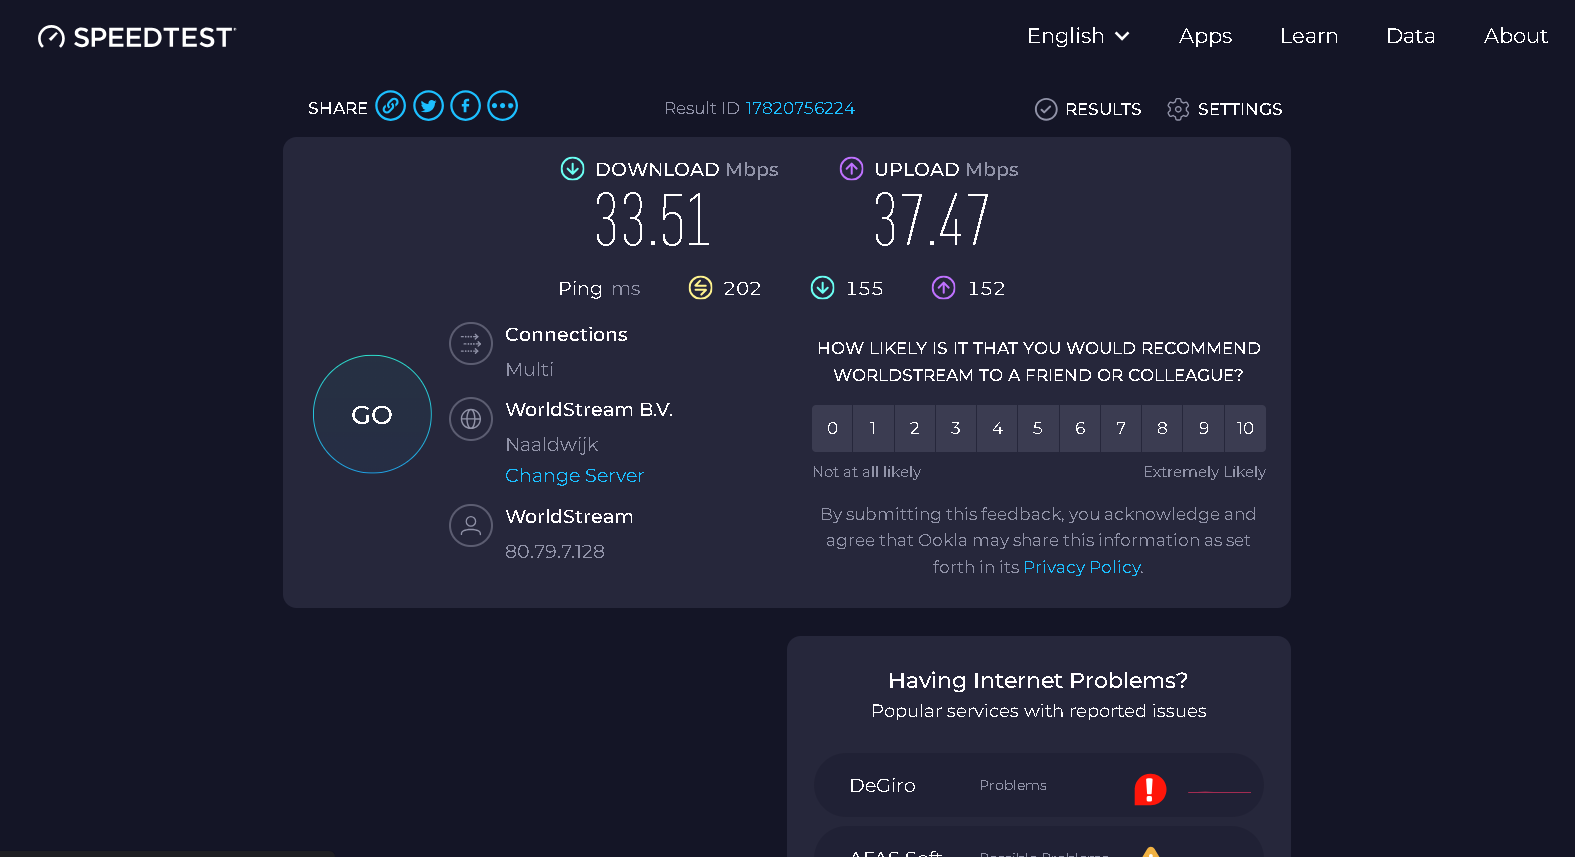 SPEEDTEST
English Apps Learn Data About
SHARE
Result ID 17820756224
RESULTS SETTINGS
DOWNLOAD Mbps
33.51
UPLOAD Mbps
37.47
Ping ms 202 155 152
GO
Connections
Multi
WorldStream B.V.
Naaldwijk
Change Server
WorldStream
80.79.7.128
HOW LIKELY IS IT THAT YOU WOULD RECOMMEND
WORLDSTREAM TO A FRIEND OR COLLEAGUE?
0 1 2 3 4 5 6 7 8 9 10
Not at all likely Extremely Likely
By submitting this feedback, you acknowledge and
agree that Ookla may share this information as set
forth in its Privacy Policy.
Having Internet Problems?
Popular services with reported issues
DeGiro Problems
AFAS Soft Possible Problems